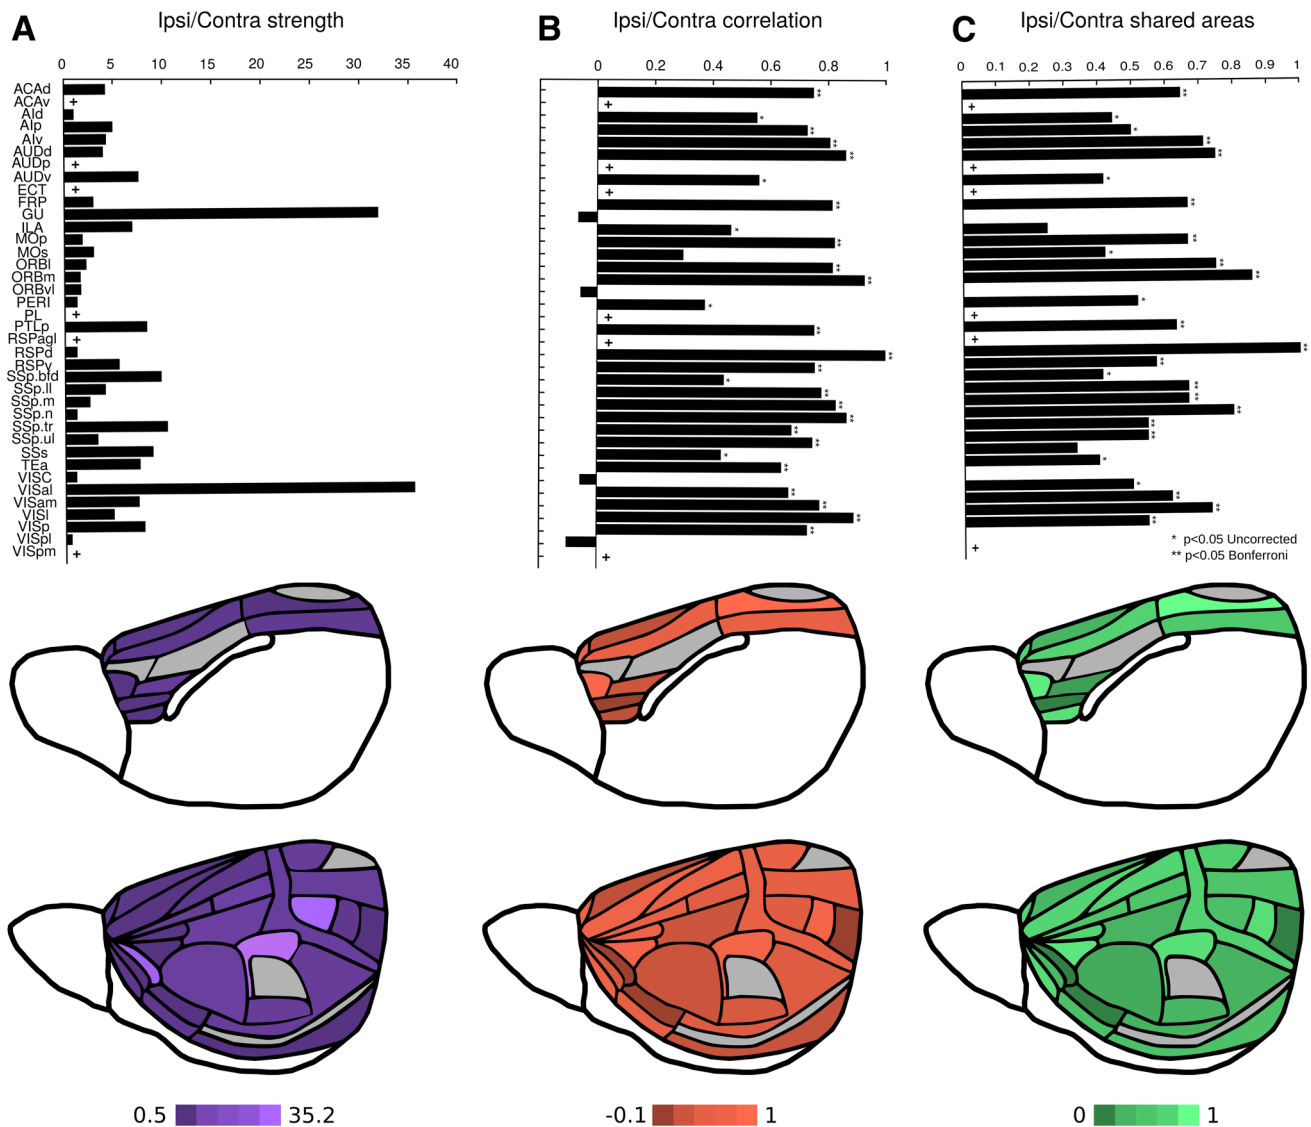 A Ipsi/Contra strength
B Ipsi/Contra correlation
C Ipsi/Contra shared areas
0 5 10 15 20 25 30 35 40
0 0.2 0.4 0.6 0.8 1
0 0.1 0.2 0.3 0.4 0.5 0.6 0.7 0.8 0.9 1
ACAd ** **
ACAv + + +
AId * *
AIp ** *
AIv ** **
AUDd ** **
AUDp + + +
AUDv * *
ECT + + +
FRP ** **
GU
ILA *
MOp ** **
MOs *
ORBl ** **
ORBm ** **
ORBvl
PERI * *
PL + + +
PTLp ** **
RSPagl + + +
RSPd ** **
RSPv ** **
SSp.bfd * *
SSp.ll ** **
SSp.m ** **
SSp.n ** **
SSp.tr ** **
SSp.ul ** **
SSs *
TEa ** *
VISC
VISal ** *
VISam ** **
VISl ** **
VISp ** **
VISpl
VISpm + + +
* p<0.05 Uncorrected
** p<0.05 Bonferroni
0.5 35.2
-0.1 1
0 1